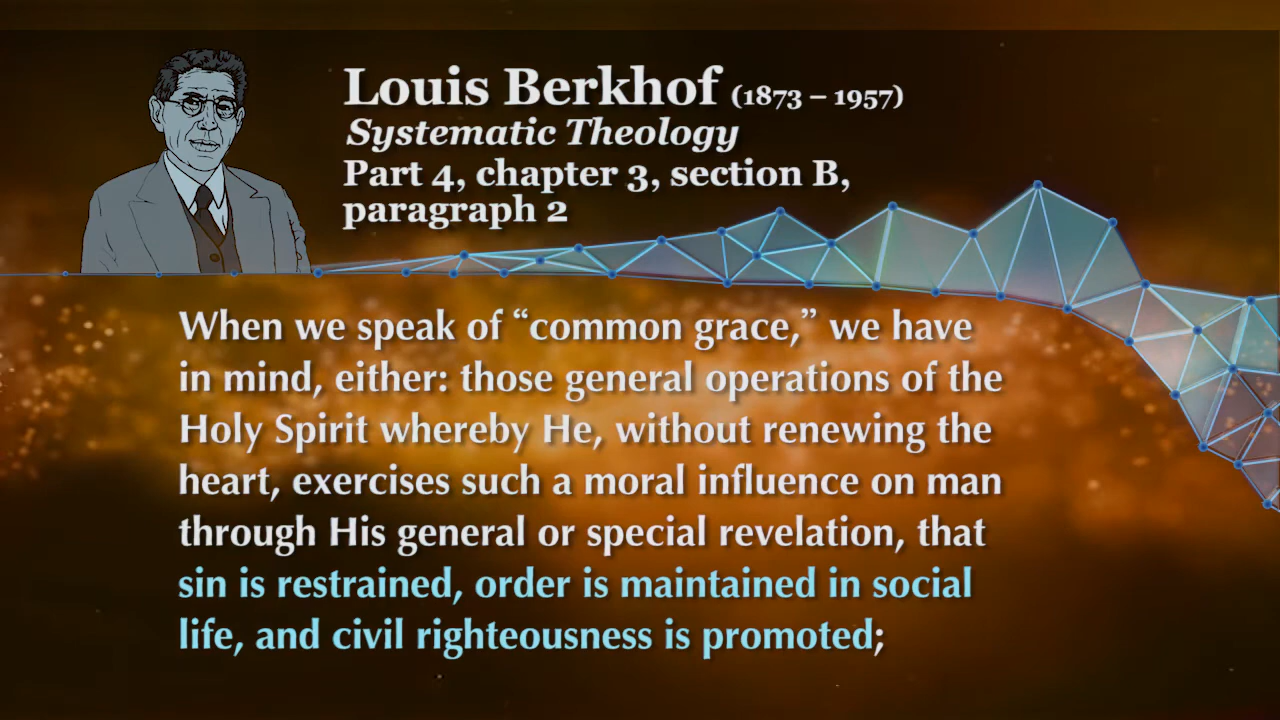 Louis Berkhof (1873 – 1957)
Systematic Theology
Part 4, chapter 3, section B,
paragraph 2
When we speak of “common grace,” we have
in mind, either: those general operations of the
Holy Spirit whereby He, without renewing the
heart, exercises such a moral influence on man
through His general or special revelation, that
sin is restrained, order is maintained in social
life, and civil righteousness is promoted;